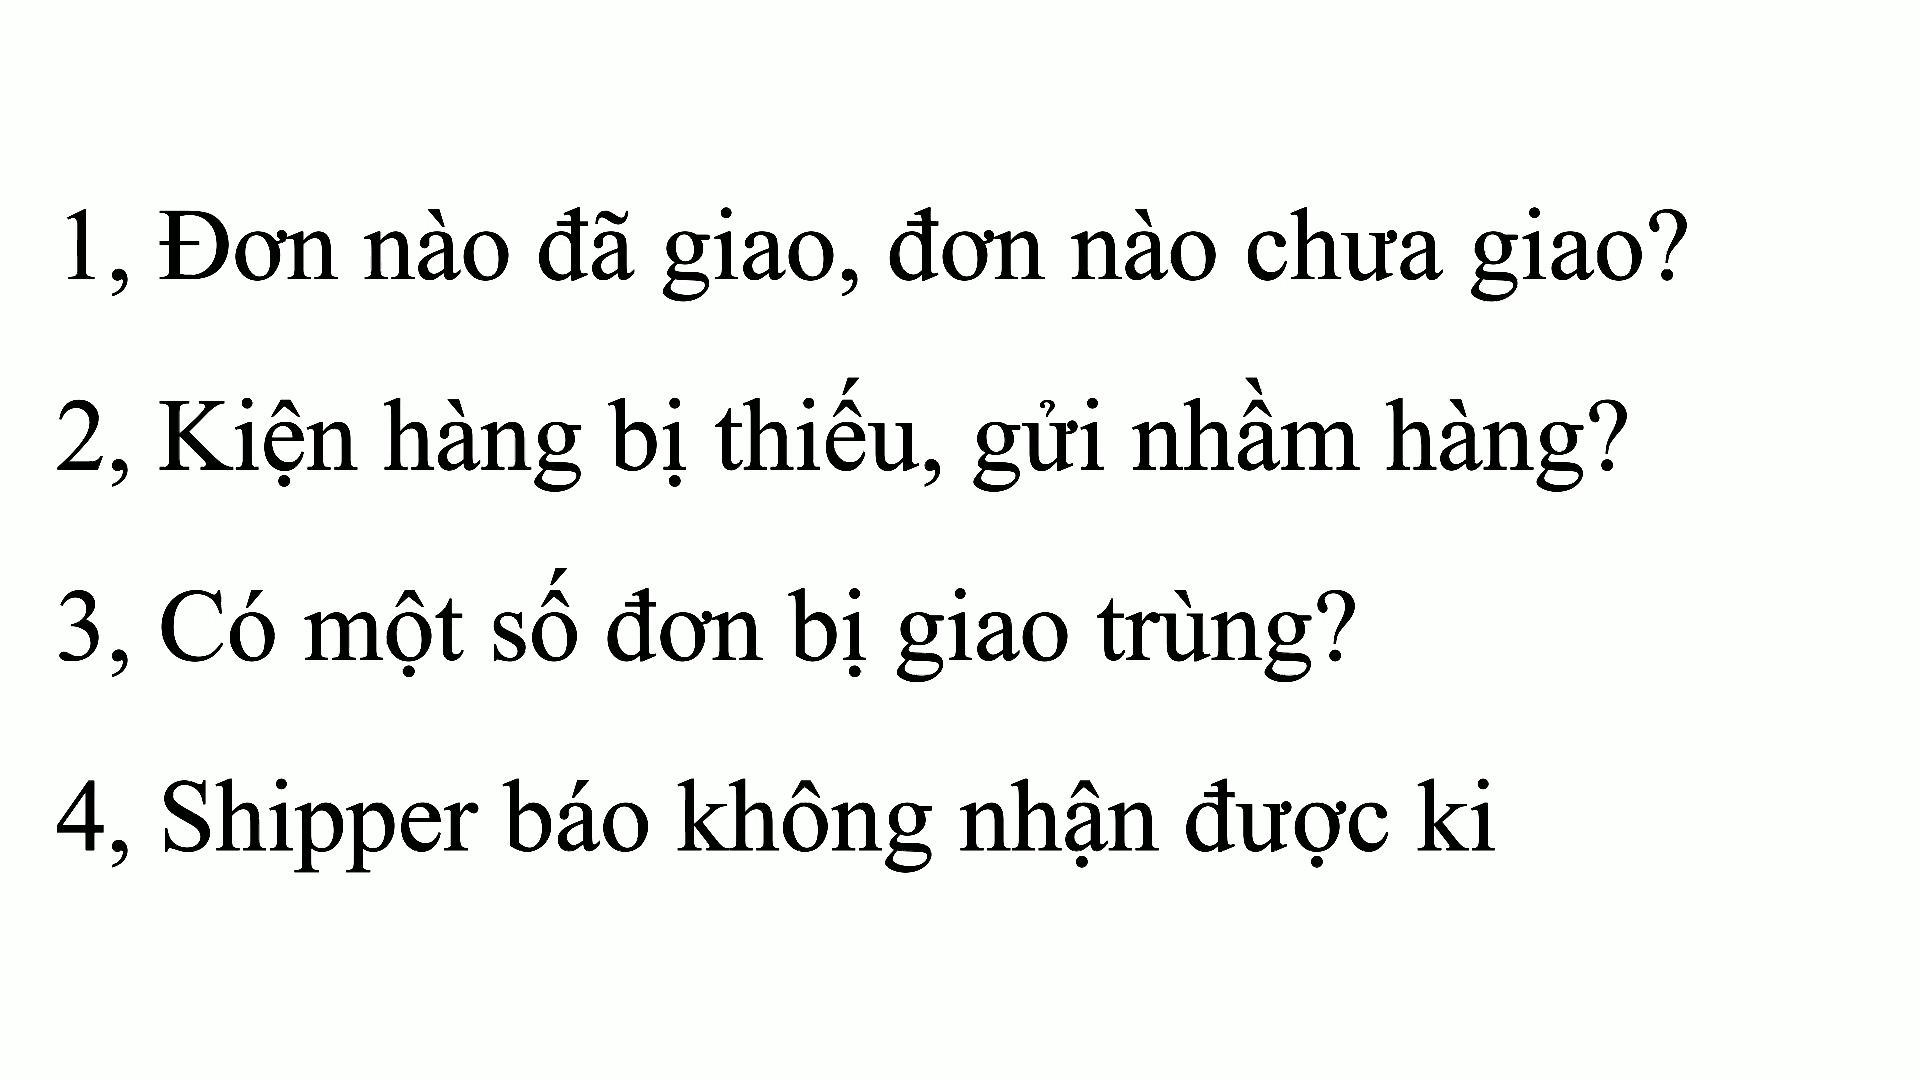 1, Đơn nào đã giao, đơn nào chưa giao?
2, Kiện hàng bị thiếu, gửi nhầm hàng?
3, Có một số đơn bị giao trùng?
4, Shipper báo không nhận được ki